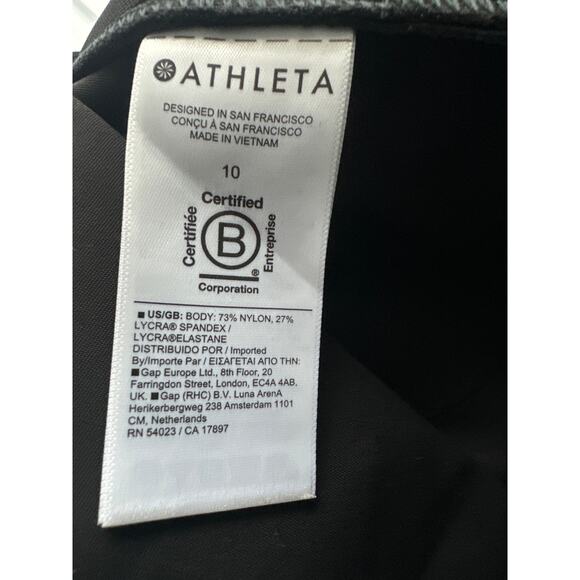 ATHLETA
DESIGNED IN SAN FRANCISCO
CONÇU À SAN FRANCISCO
MADE IN VIETNAM
10
Certified
Certifiée
B
®
Entreprise
Corporation
■ US/GB: BODY: 73% NYLON, 27%
LYCRA® SPANDEX /
LYCRA®ELASTANE
DISTRIBUIDO POR / Imported
By/Importe Par / ΕΙΣΑΓΕΤΑΙ ΑΠΟ ΤΗΝ:
■Gap Europe Ltd., 8th Floor, 20
Farringdon Street, London, EC4A 4AB.
UK. ■Gap (RHC) B.V. Luna ArenA
Herikerbergweg 238 Amsterdam 1101
CM, Netherlands
RN 54023 / CA 17897